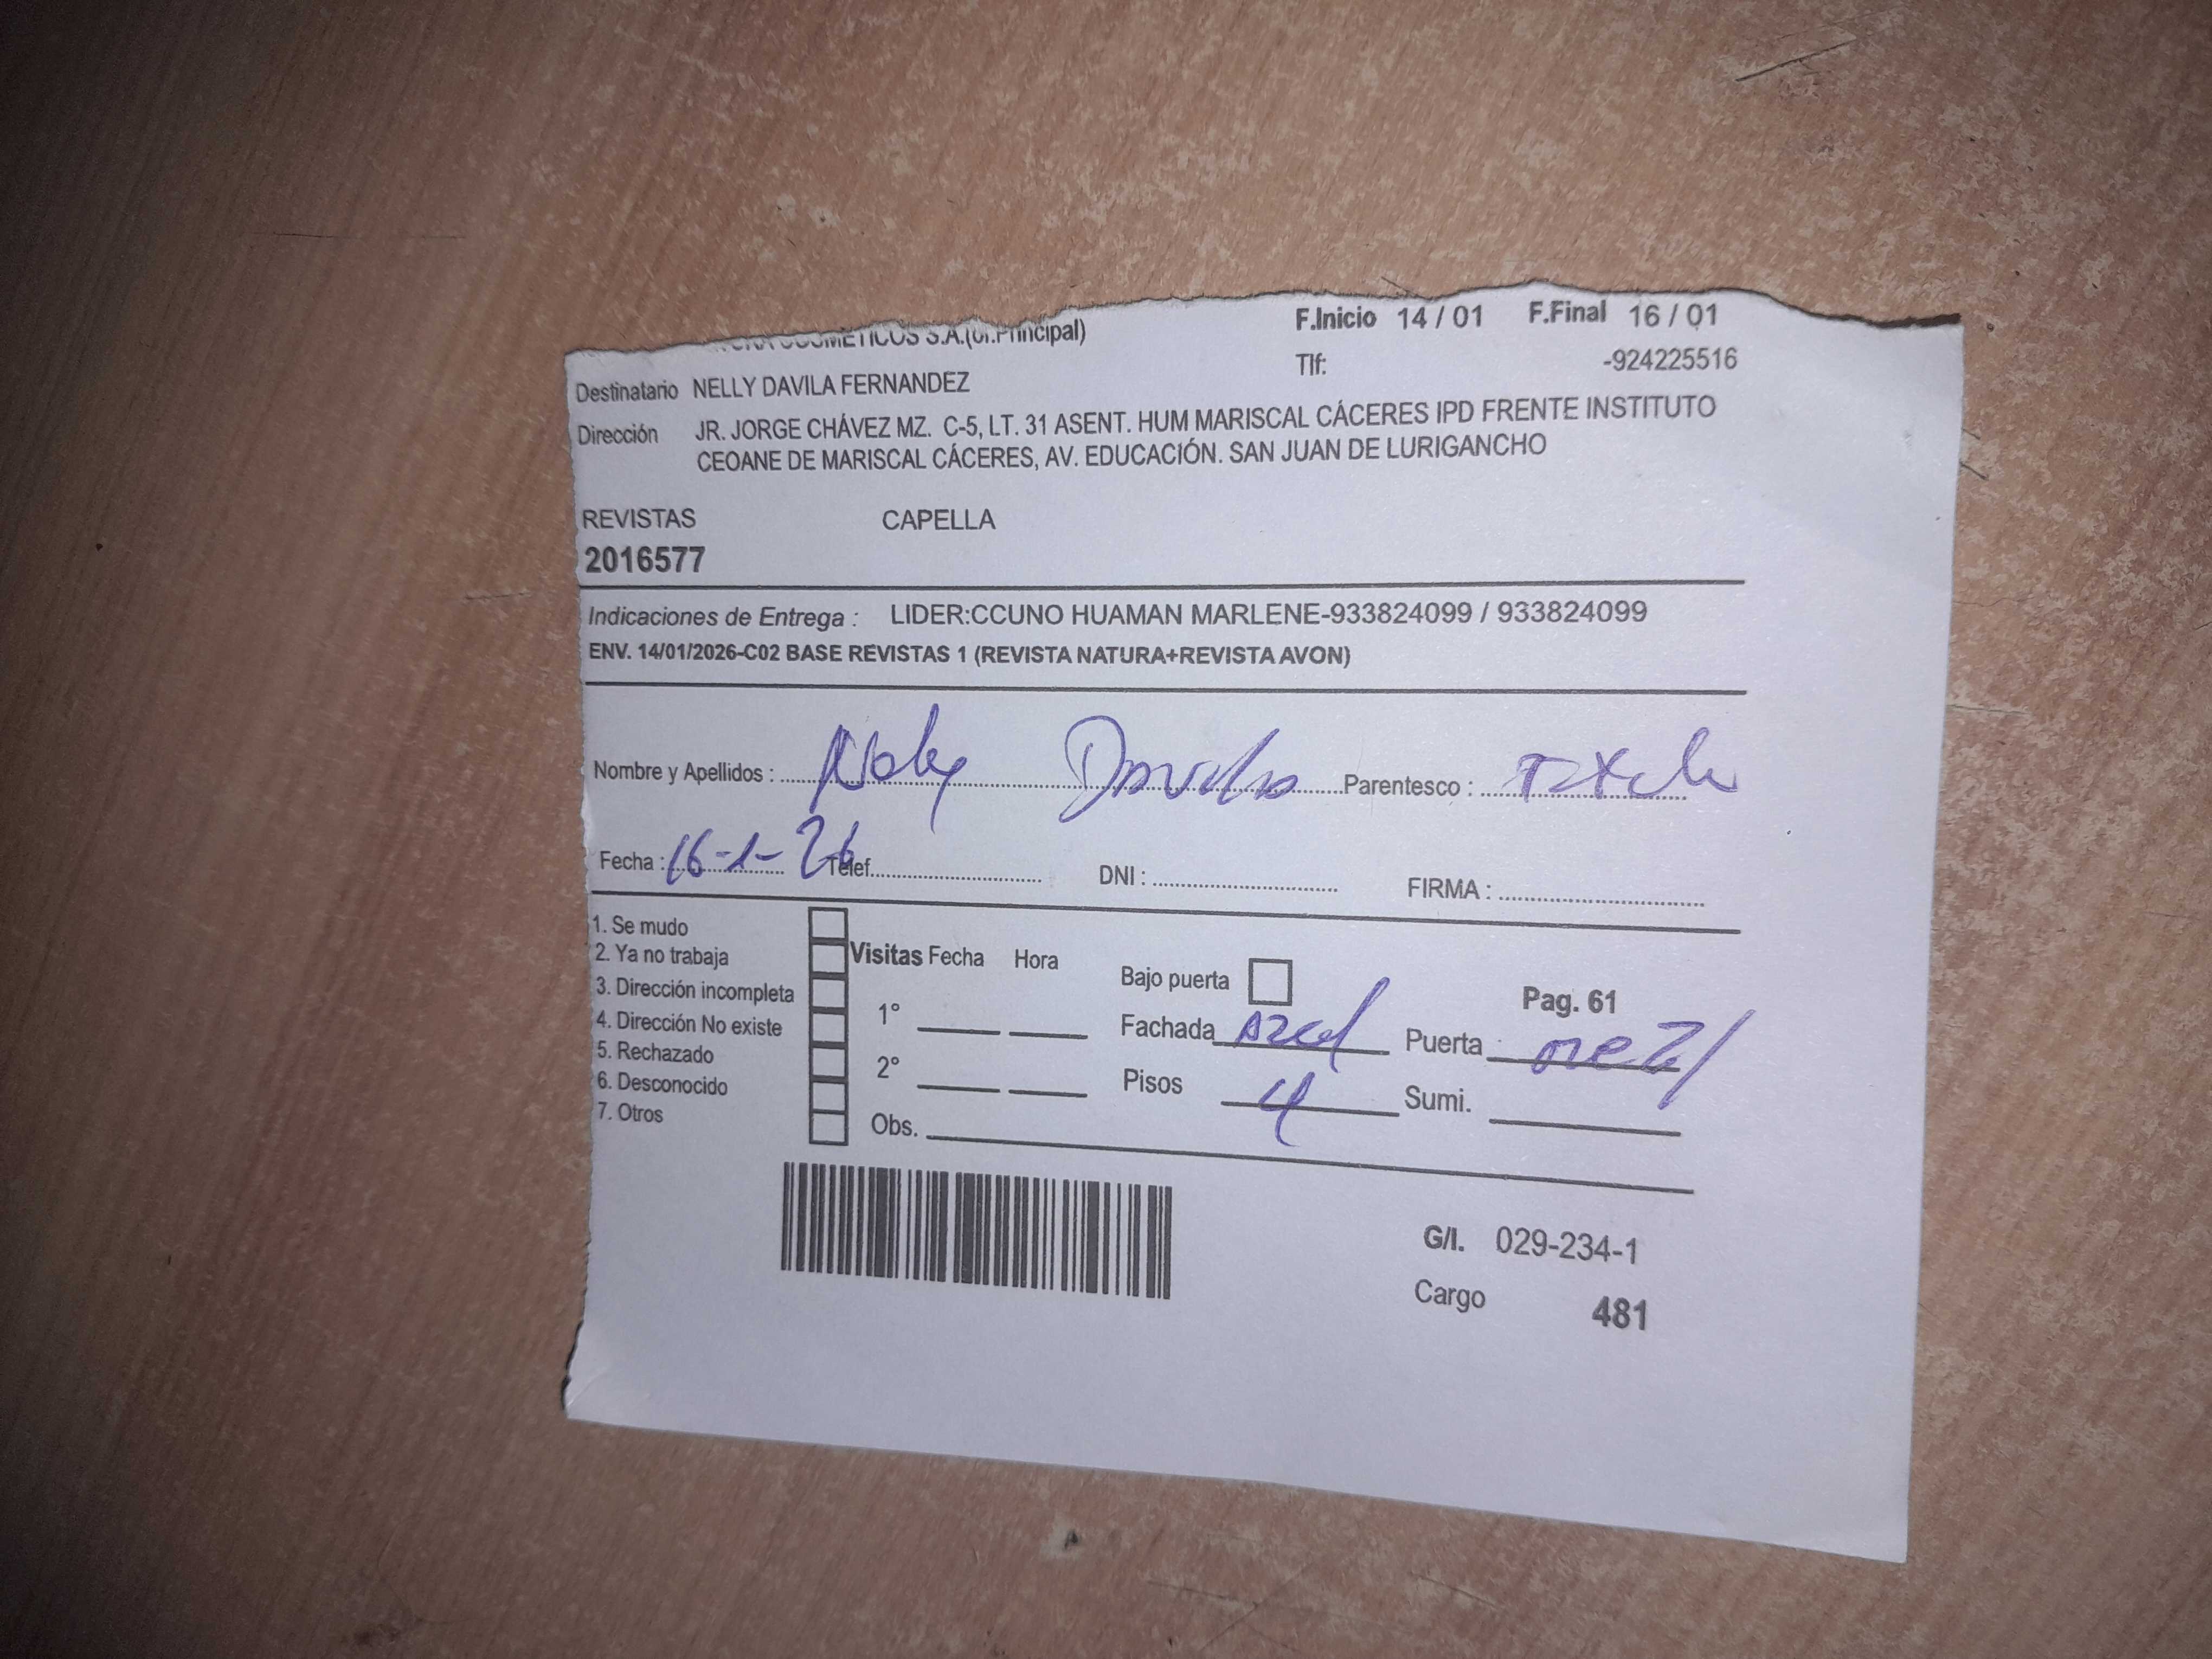 COSMETICOS S.A.(of.Principal) F.Inicio 14 / 01 F.Final 16 / 01
Tlf: -924225516
Destinatario NELLY DAVILA FERNANDEZ
Dirección JR. JORGE CHÁVEZ MZ. C-5, LT. 31 ASENT. HUM MARISCAL CÁCERES IPD FRENTE INSTITUTO
CEOANE DE MARISCAL CÁCERES, AV. EDUCACIÓN. SAN JUAN DE LURIGANCHO
REVISTAS CAPELLA
2016577
Indicaciones de Entrega : LIDER:CCUNO HUAMAN MARLENE-933824099 / 933824099
ENV. 14/01/2026-C02 BASE REVISTAS 1 (REVISTA NATURA+REVISTA AVON)
Nombre y Apellidos : Nely Davila Parentesco :
Fecha : 16-1-26 Telef. DNI : FIRMA :
1. Se mudo
2. Ya no trabaja
3. Dirección incompleta
4. Dirección No existe
5. Rechazado
6. Desconocido
7. Otros
Visitas Fecha Hora
1°
2°
Obs.
Bajo puerta
Pag. 61
Fachada Azul Puerta
Pisos 4 Sumi.
G/I. 029-234-1
Cargo 481